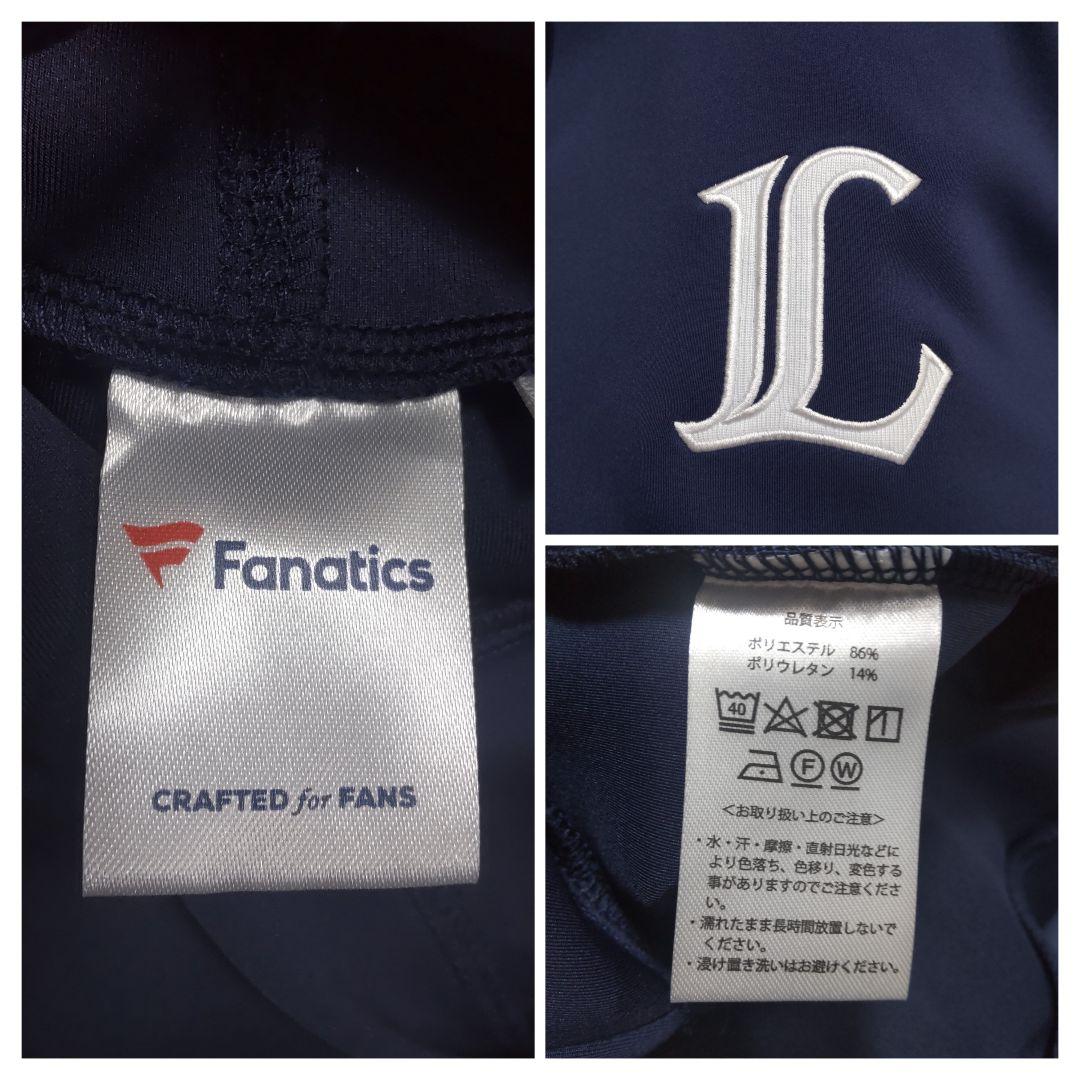 Fanatics
CRAFTED for FANS
L
品質表示
ポリエステル 86%
ポリウレタン 14%
40
F W
<お取り扱い上のご注意>
・水・汗・摩擦・直射日光などに
より色落ち、色移り、変色する
事がありますのでご注意くださ
い。
・濡れたまま長時間放置しないで
ください。
・浸け置き洗いはお避けください。